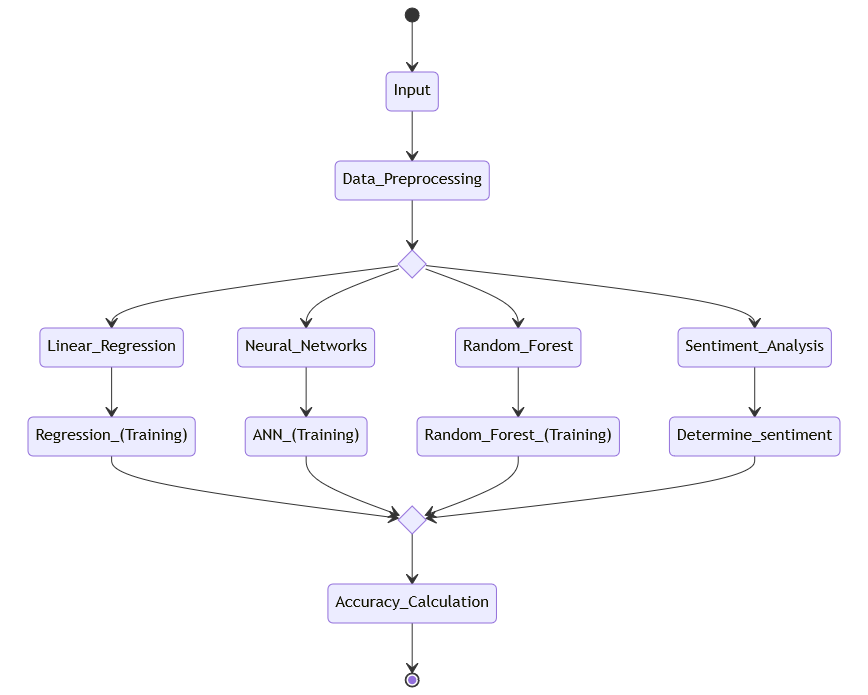 Input
Data_Preprocessing
Linear_Regression
Neural_Networks
Random_Forest
Sentiment_Analysis
Regression_(Training)
ANN_(Training)
Random_Forest_(Training)
Determine_sentiment
Accuracy_Calculation